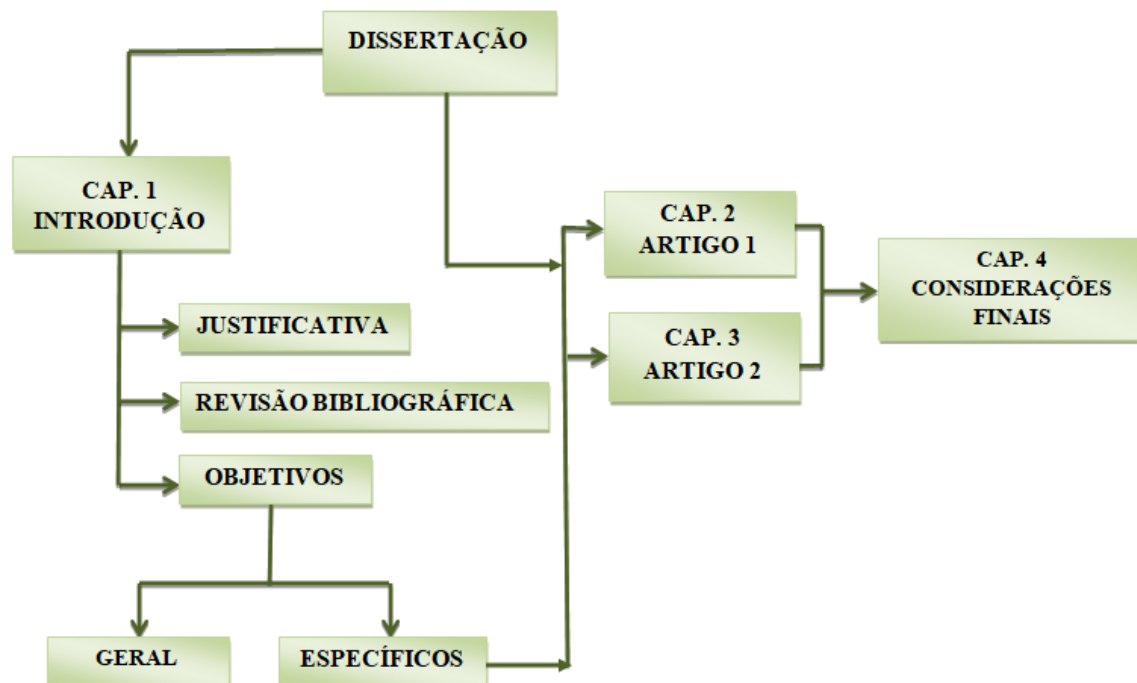 DISSERTAÇÃO
CAP. 1
INTRODUÇÃO
JUSTIFICATIVA
REVISÃO BIBLIOGRÁFICA
OBJETIVOS
GERAL
ESPECÍFICOS
CAP. 2
ARTIGO 1
CAP. 3
ARTIGO 2
CAP. 4
CONSIDERAÇÕES
FINAIS